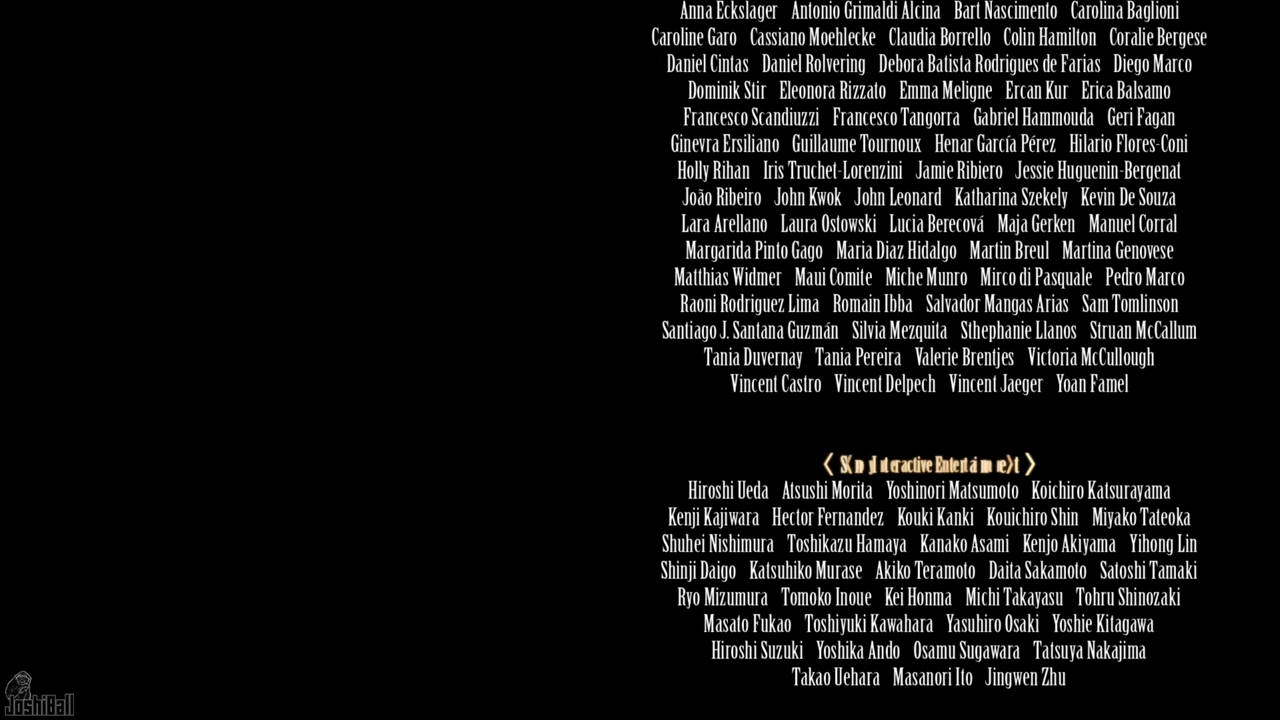 Anna Eckslager Antonio Grimaldi Alcina Bart Nascimento Carolina Baglioni
Caroline Garo Cassiano Moehlecke Claudia Borrello Colin Hamilton Coralie Bergese
Daniel Cintas Daniel Rolvering Debora Batista Rodrigues de Farias Diego Marco
Dominik Stir Eleonora Rizzato Emma Meligne Ercan Kur Erica Balsamo
Francesco Scandiuzzi Francesco Tangorra Gabriel Hammouda Geri Fagan
Ginevra Ersiliano Guillaume Tournoux Henar García Pérez Hilario Flores-Coni
Holly Rihan Iris Truchet-Lorenzini Jamie Ribiero Jessie Huguenin-Bergenat
João Ribeiro John Kwok John Leonard Katharina Szekely Kevin De Souza
Lara Arellano Laura Ostowski Lucia Berecová Maja Gerken Manuel Corral
Margarida Pinto Gago Maria Diaz Hidalgo Martin Breul Martina Genovese
Matthias Widmer Maui Comite Miche Munro Mirco di Pasquale Pedro Marco
Raoni Rodriguez Lima Romain Ibba Salvador Mangas Arias Sam Tomlinson
Santiago J. Santana Guzmán Silvia Mezquita Sthephanie Llanos Struan McCallum
Tania Duvernay Tania Pereira Valerie Brentjes Victoria McCullough
Vincent Castro Vincent Delpech Vincent Jaeger Yoan Famel
Interactive Entertainment
Hiroshi Ueda Atsushi Morita Yoshinori Matsumoto Koichiro Katsurayama
Kenji Kajiwara Hector Fernandez Kouki Kanki Kouichiro Shin Miyako Tateoka
Shuhei Nishimura Toshikazu Hamaya Kanako Asami Kenjo Akiyama Yihong Lin
Shinji Daigo Katsuhiko Murase Akiko Teramoto Daita Sakamoto Satoshi Tamaki
Ryo Mizumura Tomoko Inoue Kei Honma Michi Takayasu Tohru Shinozaki
Masato Fukao Toshiyuki Kawahara Yasuhiro Osaki Yoshie Kitagawa
Hiroshi Suzuki Yoshika Ando Osamu Sugawara Tatsuya Nakajima
Takao Uehara Masanori Ito Jingwen Zhu
JoshiBall